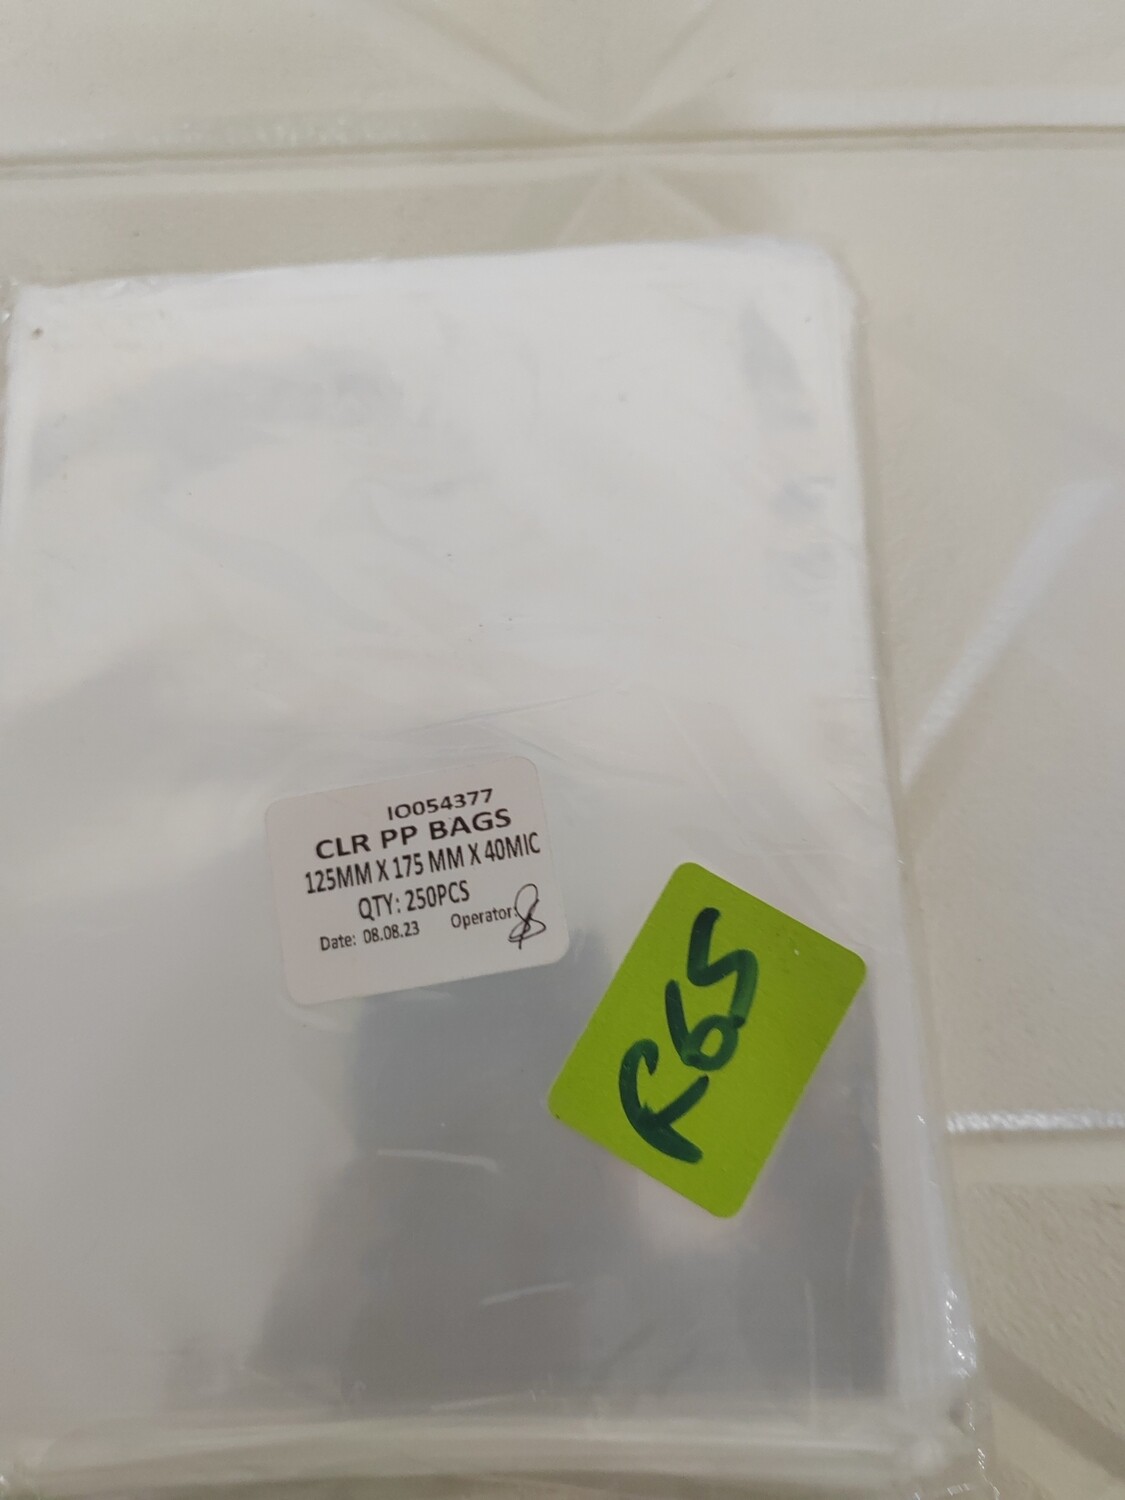 IO054377
CLR PP BAGS
125MM X 175 MM X 40MIC
QTY: 250PCS
Date: 08.08.23 Operator:
R65